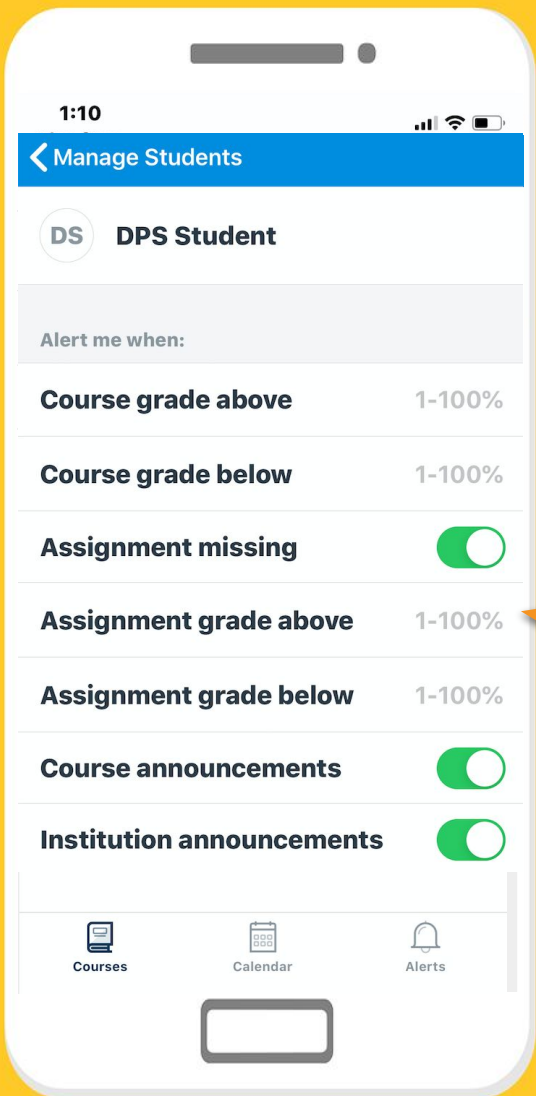 1:10
Manage Students
DS DPS Student
Alert me when:
Course grade above 1-100%
Course grade below 1-100%
Assignment missing
Assignment grade above 1-100%
Assignment grade below 1-100%
Course announcements
Institution announcements
Courses Calendar Alerts